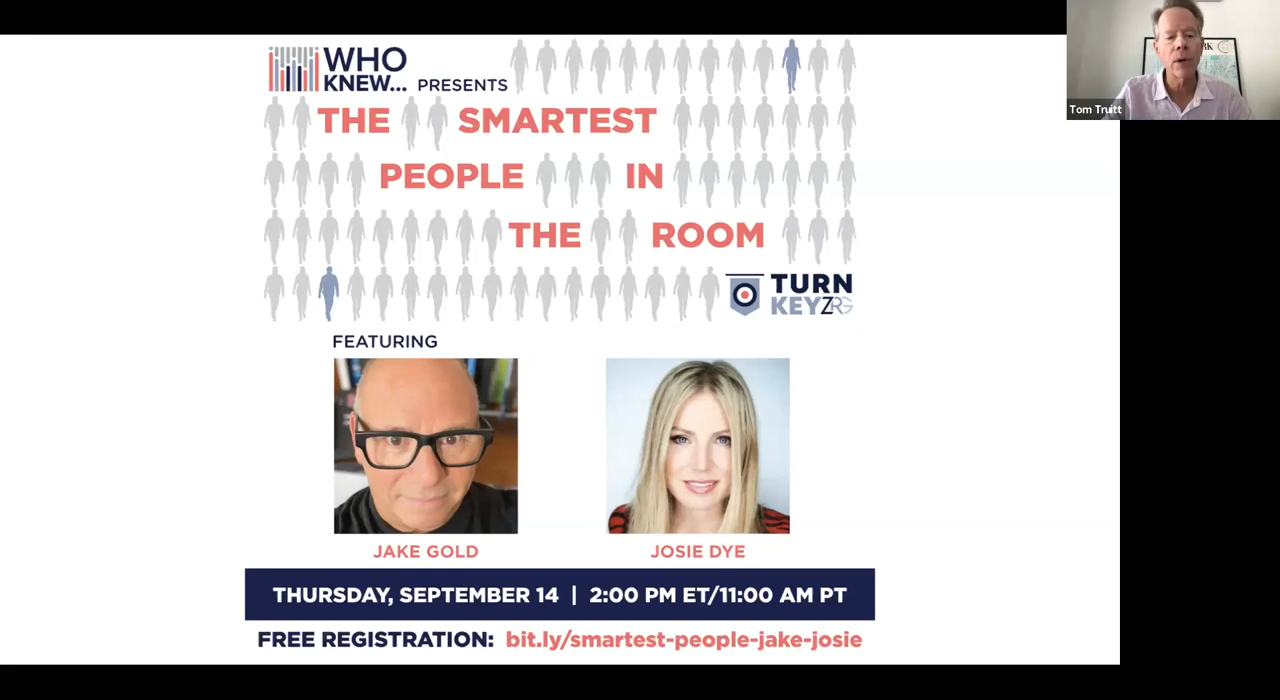 WHO
KNEW... PRESENTS
THE SMARTEST
PEOPLE IN
THE ROOM
TURN
KEYZRG
FEATURING
JAKE GOLD
JOSIE DYE
THURSDAY, SEPTEMBER 14 | 2:00 PM ET/11:00 AM PT
FREE REGISTRATION: bit.ly/smartest-people-jake-josie
Tom Truitt